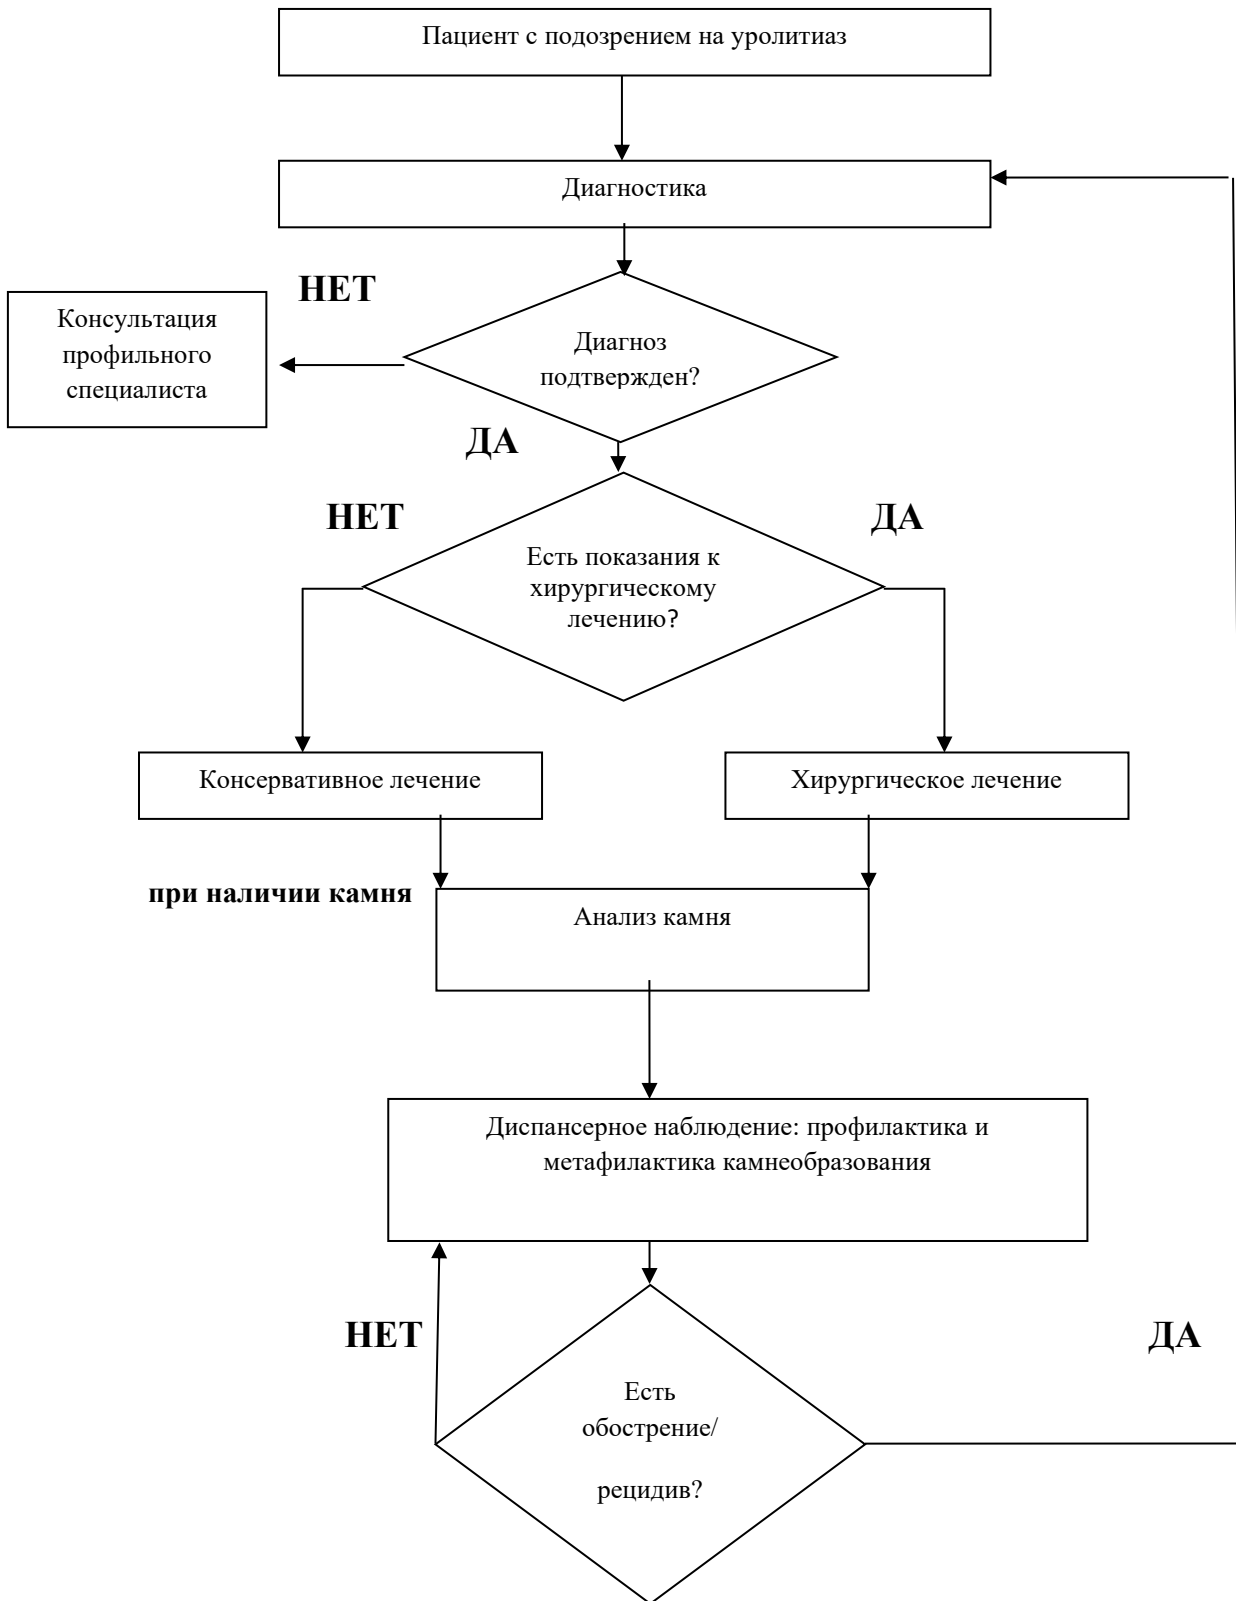 Пациент с подозрением на уролитиаз
Диагностика
НЕТ
Консультация
профильного
специалиста
Диагноз
подтвержден?
ДА
НЕТ
ДА
Есть показания к
хирургическому
лечению?
Консервативное лечение
Хирургическое лечение
при наличии камня
Анализ камня
Диспансерное наблюдение: профилактика и
метафилактика камнеобразования
НЕТ
ДА
Есть
обострение/
рецидив?